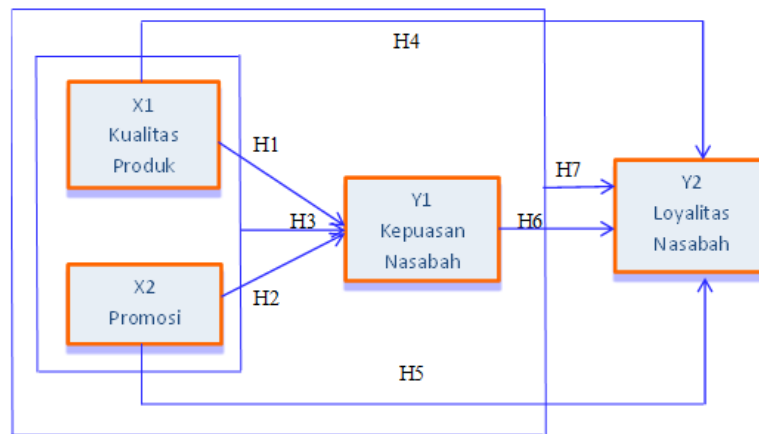 H4
X1
Kualitas
Produk
H1
H3
Y1
Kepuasan
Nasabah
H7
H6
Y2
Loyalitas
Nasabah
X2
Promosi
H2
H5